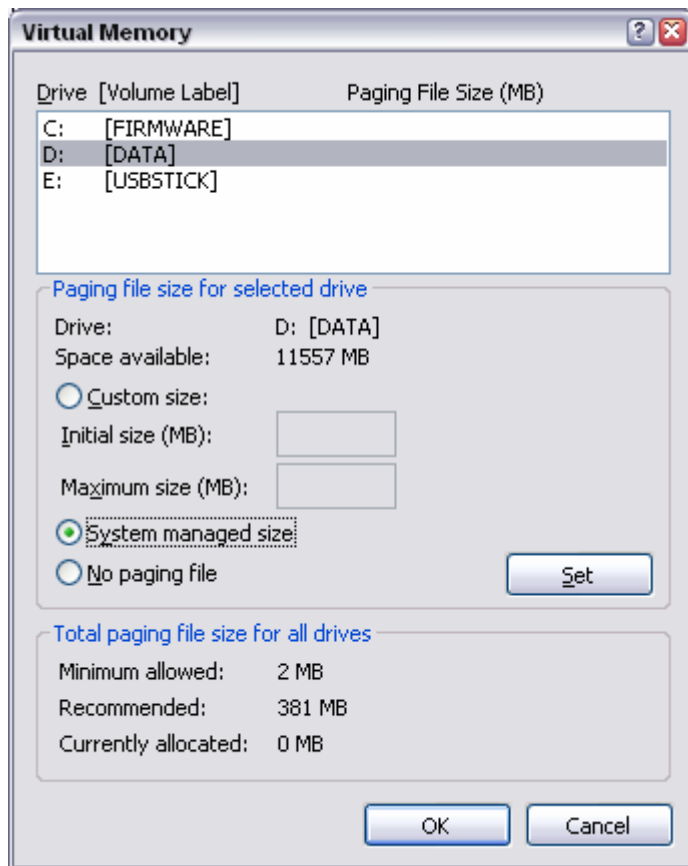 Virtual Memory
Drive [Volume Label] Paging File Size (MB)
C: [FIRMWARE]
D: [DATA]
E: [USBSTICK]
Paging file size for selected drive
Drive: D: [DATA]
Space available: 11557 MB
Custom size:
Initial size (MB):
Maximum size (MB):
System managed size
No paging file Set
Total paging file size for all drives
Minimum allowed: 2 MB
Recommended: 381 MB
Currently allocated: 0 MB
OK Cancel